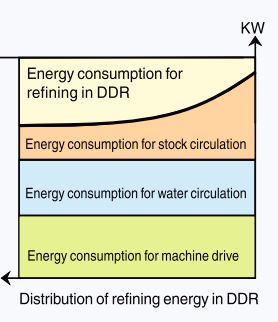 KW
Energy consumption for
refining in DDR
Energy consumption for stock circulation
Energy consumption for water circulation
Energy consumption for machine drive
Distribution of refining energy in DDR